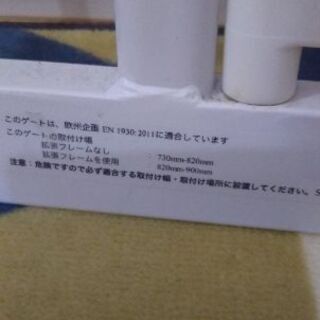 このゲートは、欧米企画 EN 1930: 2011に適合しています
このゲートの取付け幅
拡張フレームなし : 730mm-820mm
拡張フレームを使用 : 820mm-900mm
注意：危険ですので必ず適合する取付け幅・取付け場所に設置してください。S